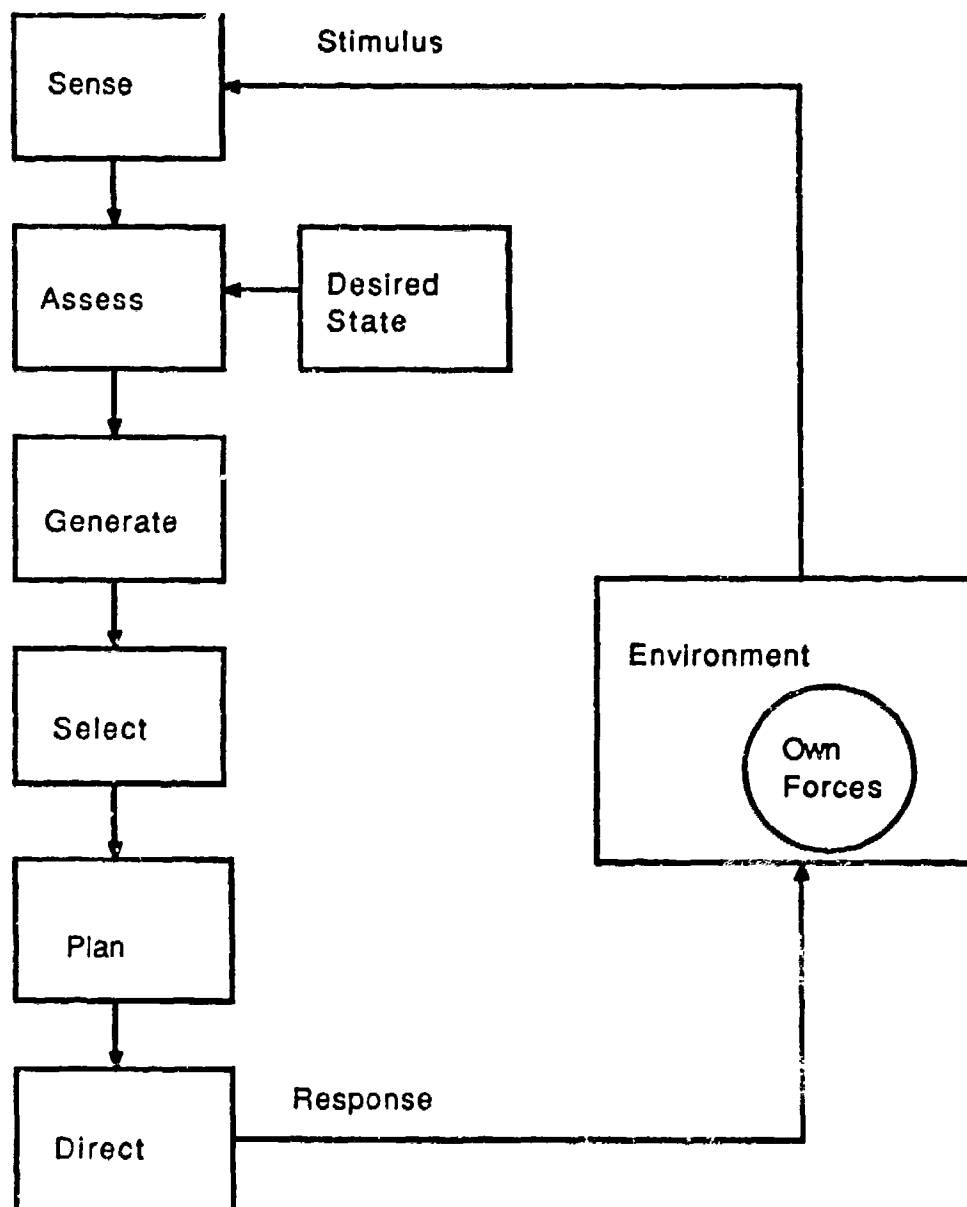 Stimulus
Sense
Assess
Desired
State
Generate
Environment
Select
Own
Forces
Plan
Response
Direct